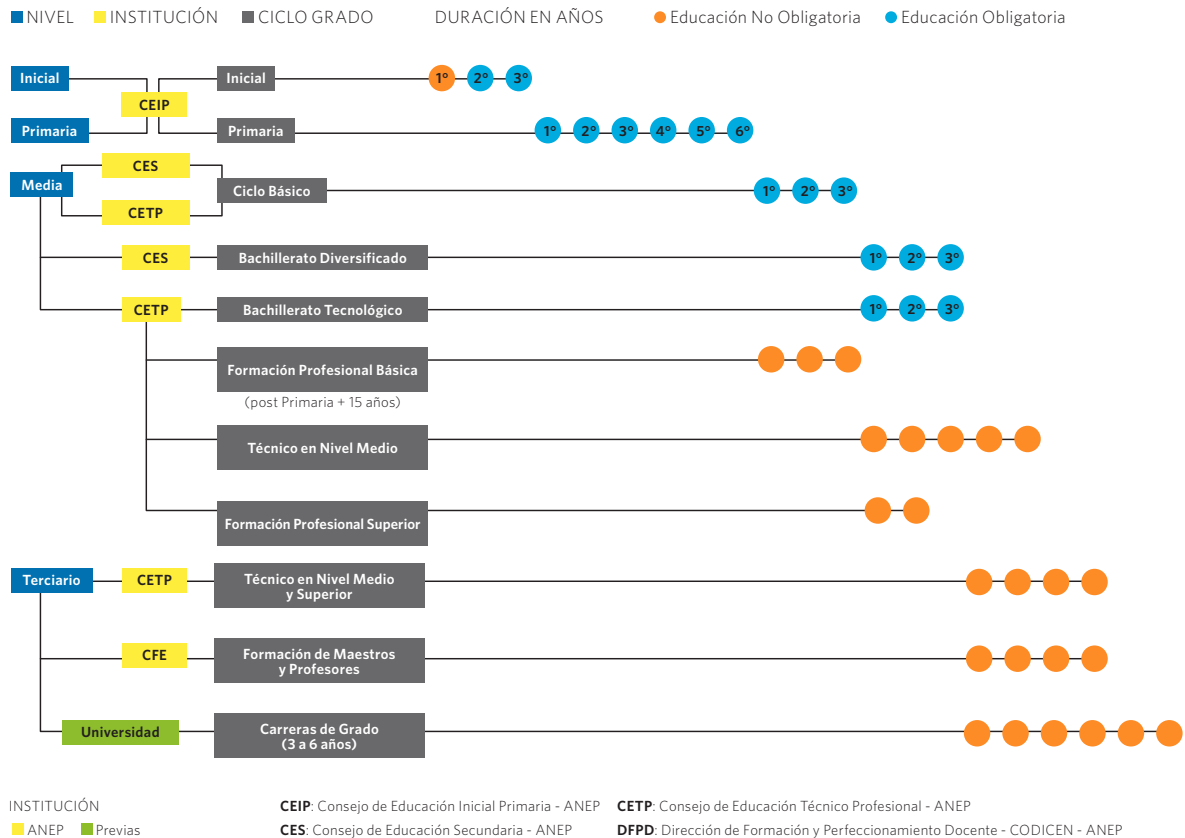 NIVEL INSTITUCIÓN CICLO GRADO DURACIÓN EN AÑOS Educación No Obligatoria Educación Obligatoria
Inicial Inicial 1º 2º 3º
CEIP
Primaria Primaria 1º 2º 3º 4º 5º 6º
CES
Media Ciclo Básico 1º 2º 3º
CETP
CES Bachillerato Diversificado 1º 2º 3º
CETP Bachillerato Tecnológico 1º 2º 3º
Formación Profesional Básica
(post Primaria + 15 años)
Técnico en Nivel Medio
Formación Profesional Superior
Terciario CETP Técnico en Nivel Medio
y Superior
CFE Formación de Maestros
y Profesores
Universidad Carreras de Grado
(3 a 6 años)
INSTITUCIÓN CEIP: Consejo de Educación Inicial Primaria - ANEP CETP: Consejo de Educación Técnico Profesional - ANEP
ANEP Previas CES: Consejo de Educación Secundaria - ANEP DFPD: Dirección de Formación y Perfeccionamiento Docente - CODICEN - ANEP